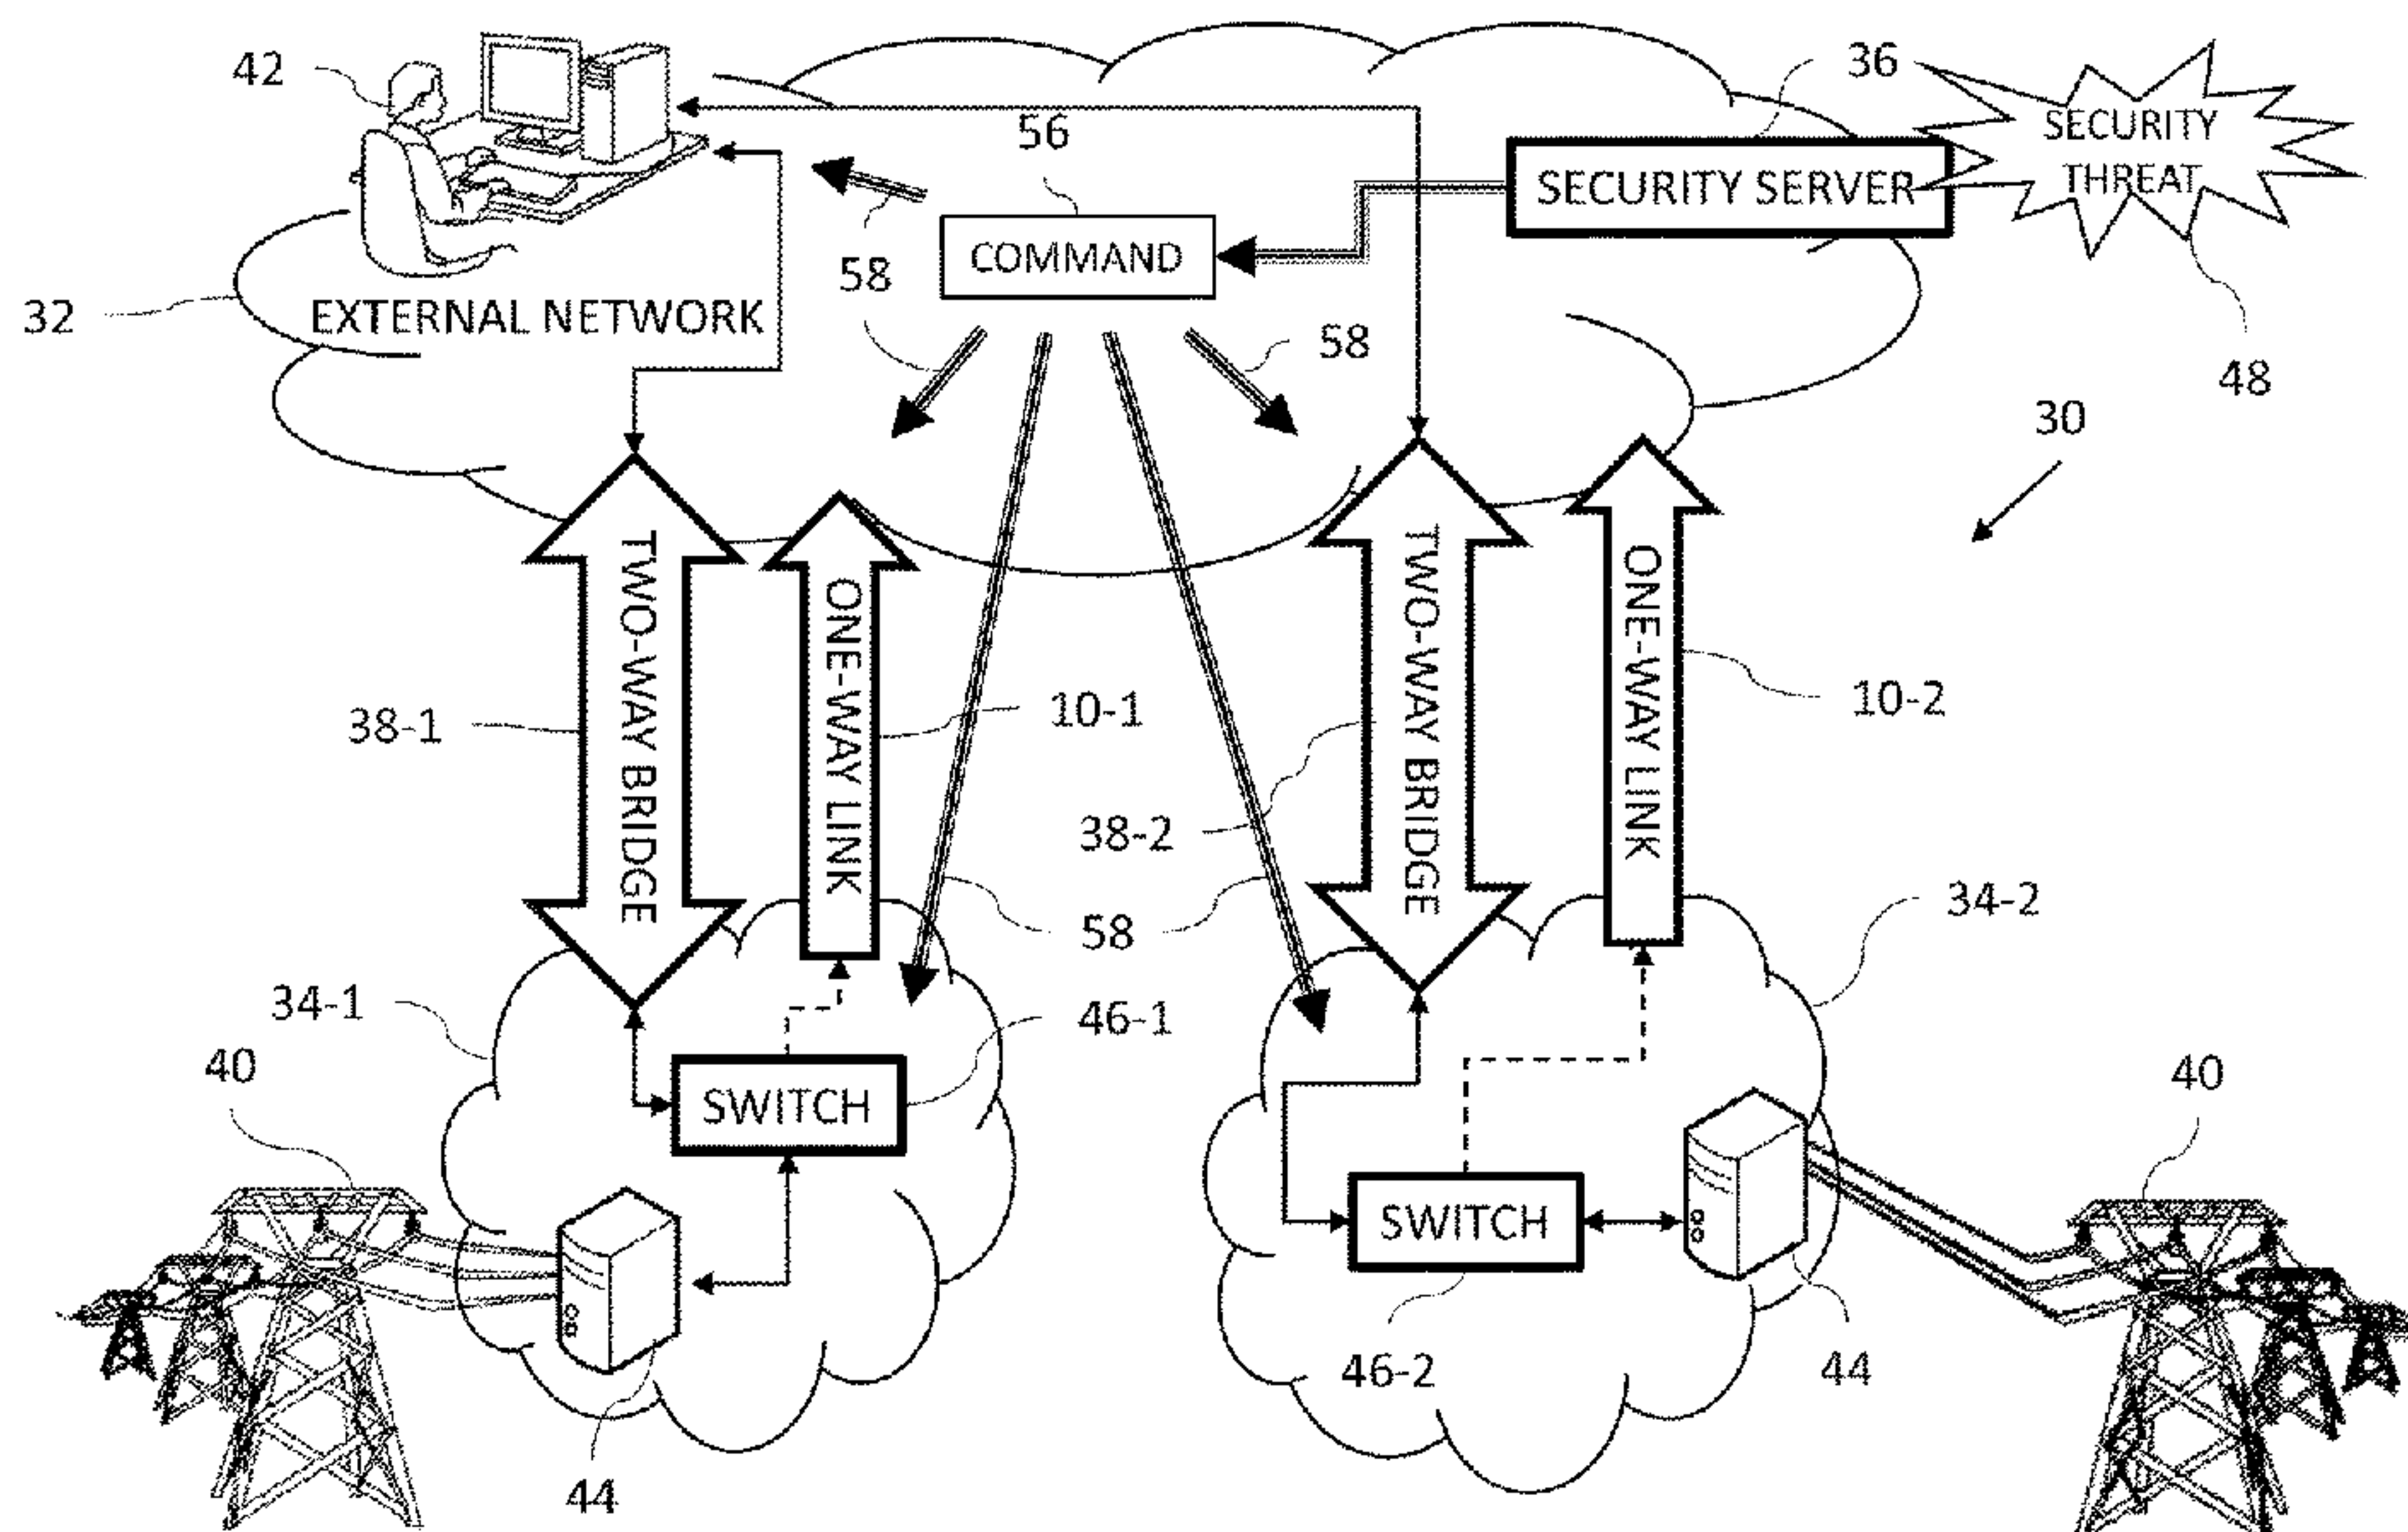 42
36
SECURITY
THREAT
56
SECURITY SERVER
COMMAND
58
32
EXTERNAL NETWORK
58
48
30
TWO-WAY BRIDGE
ONE-WAY LINK
TWO-WAY BRIDGE
ONE-WAY LINK
38-1
10-1
10-2
38-2
58
34-2
34-1
46-1
40
SWITCH
40
SWITCH
46-2
44
44